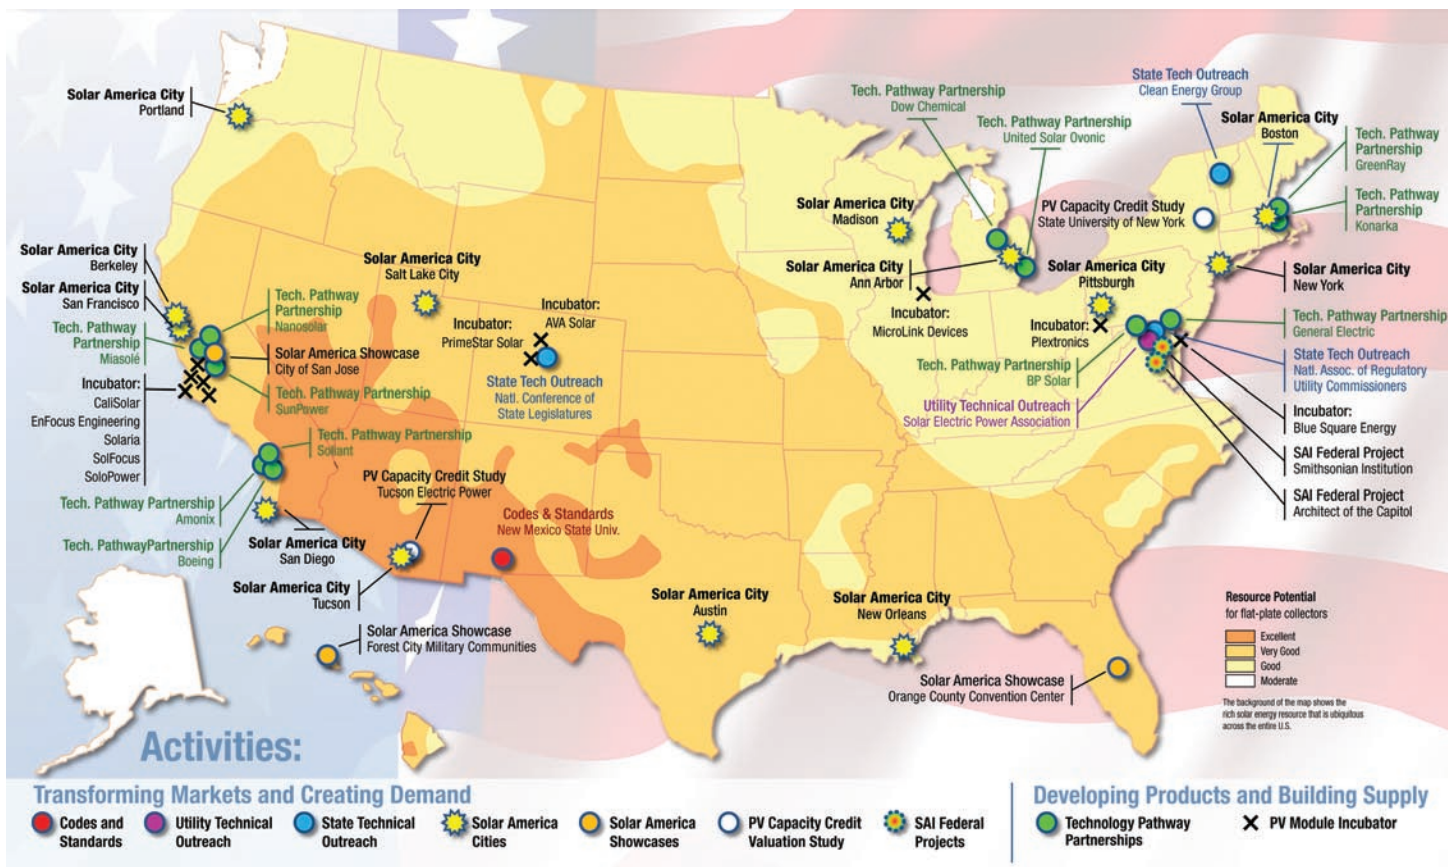 Solar America City
Portland
Tech. Pathway Partnership
Dow Chemical
Tech. Pathway Partnership
United Solar Ovonic
State Tech Outreach
Clean Energy Group
Solar America City
Boston
Tech. Pathway
Partnership
GreenRay
Tech. Pathway
Partnership
Konarka
Solar America City
Madison
PV Capacity Credit Study
State University of New York
Solar America City
Berkeley
Solar America City
San Francisco
Tech. Pathway
Partnership
Miasolé
Tech. Pathway
Partnership
Nanosolar
Solar America City
Salt Lake City
Solar America City
Ann Arbor
Solar America City
Pittsburgh
Solar America City
New York
Incubator:
AVA Solar
Incubator:
PrimeStar Solar
Incubator:
MicroLink Devices
Incubator:
Plextronics
Tech. Pathway Partnership
General Electric
Solar America Showcase
City of San Jose
Tech. Pathway Partnership
SunPower
State Tech Outreach
Natl. Conference of
State Legislatures
Tech. Pathway Partnership
BP Solar
State Tech Outreach
Natl. Assoc. of Regulatory
Utility Commissioners
Incubator:
CaliSolar
EnFocus Engineering
Solaria
SolFocus
SoloPower
Utility Technical Outreach
Solar Electric Power Association
Incubator:
Blue Square Energy
Tech. Pathway Partnership
Soliant
SAI Federal Project
Smithsonian Institution
PV Capacity Credit Study
Tucson Electric Power
SAI Federal Project
Architect of the Capitol
Tech. Pathway Partnership
Amonix
Codes & Standards
New Mexico State Univ.
Tech. PathwayPartnership
Boeing
Solar America City
San Diego
Solar America City
Tucson
Solar America City
Austin
Solar America City
New Orleans
Solar America Showcase
Forest City Military Communities
Solar America Showcase
Orange County Convention Center
Resource Potential
for flat-plate collectors
Excellent
Very Good
Good
Moderate
The background of the map shows the
rich solar energy resource that is ubiquitous
across the entire U.S.
Activities:
Transforming Markets and Creating Demand
Codes and
Standards
Utility Technical
Outreach
State Technical
Outreach
Solar America
Cities
Solar America
Showcases
PV Capacity Credit
Valuation Study
SAI Federal
Projects
Developing Products and Building Supply
Technology Pathway
Partnerships
PV Module Incubator